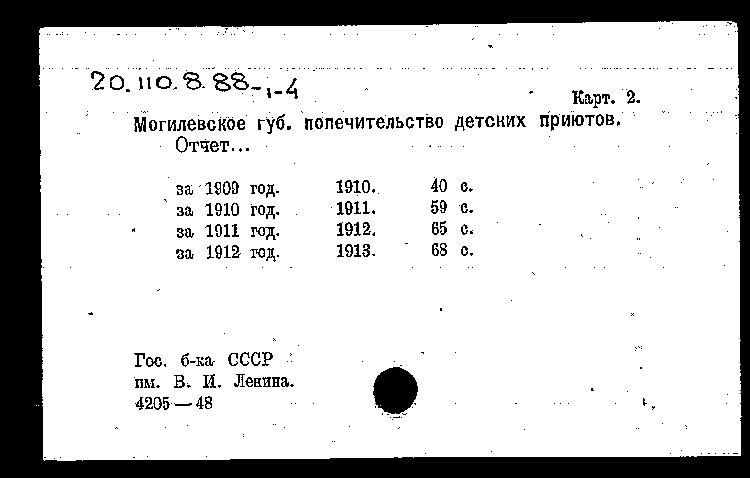 20.110.8.88-1-4
Карт. 2.
Могилевское губ. попечительство детских приютов.
Отчет...
за 1909 год. 1910. 40 с.
за 1910 год. 1911. 59 с.
за 1911 год. 1912. 65 с.
за 1912 год. 1913. 68 с.
Гос. б-ка СССР
им. В. И. Ленина.
4205—48